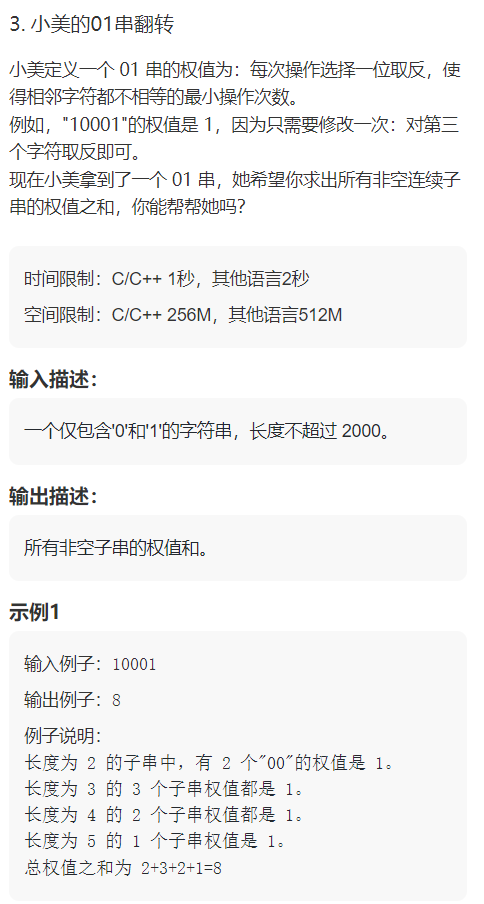 3. 小美的01串翻转
小美定义一个 01 串的权值为：每次操作选择一位取反，使
得相邻字符都不相等的最小操作次数。
例如，"10001"的权值是 1，因为只需要修改一次：对第三
个字符取反即可。
现在小美拿到了一个 01 串，她希望你求出所有非空连续子
串的权值之和，你能帮帮她吗？
时间限制：C/C++ 1秒，其他语言2秒
空间限制：C/C++ 256M，其他语言512M
输入描述：
一个仅包含'0'和'1'的字符串，长度不超过 2000。
输出描述：
所有非空子串的权值和。
示例1
输入例子：10001
输出例子：8
例子说明：
长度为 2 的子串中，有 2 个"00"的权值是 1。
长度为 3 的 3 个子串权值都是 1。
长度为 4 的 2 个子串权值都是 1。
长度为 5 的 1 个子串权值是 1。
总权值之和为 2+3+2+1=8